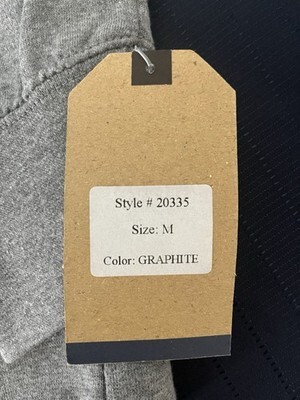 Style # 20335
Size: M
Color: GRAPHITE